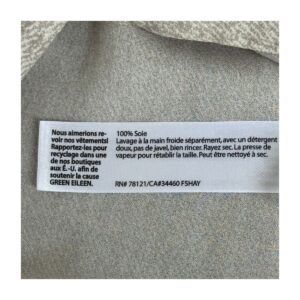 Nous aimerions re-
voir nos vêtements!
Rapportez-les pour
recyclage dans une
de nos boutiques
aux É.-U. afin de
soutenir la cause
GREEN EILEEN.
100% Soie
Lavage à la main froide séparément, avec un détergent
doux, pas de javel, bien rincer. Rayez sec. La presse de
vapeur pour rétablir la taille. Peut être nettoyé à sec.
RN# 78121/CA#34460 FSHAY